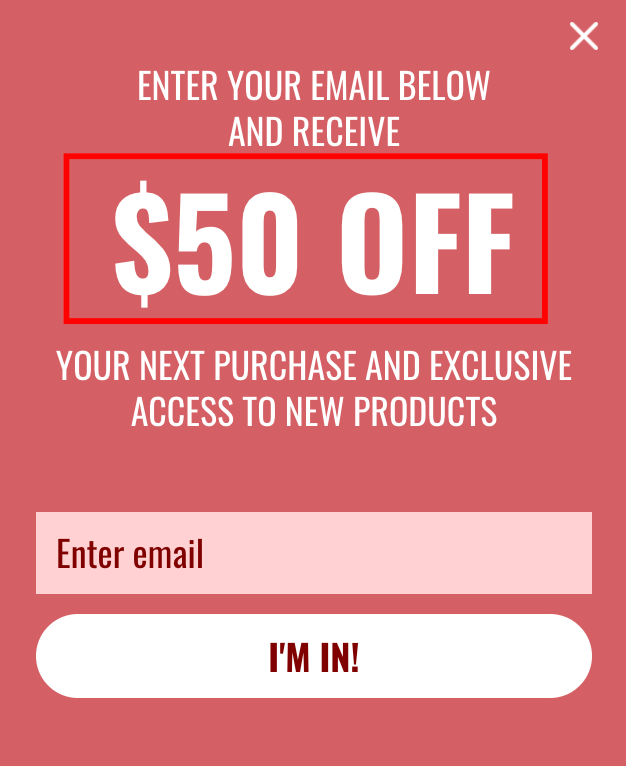 ENTER YOUR EMAIL BELOW
AND RECEIVE
$50 OFF
YOUR NEXT PURCHASE AND EXCLUSIVE
ACCESS TO NEW PRODUCTS
Enter email
I'M IN!